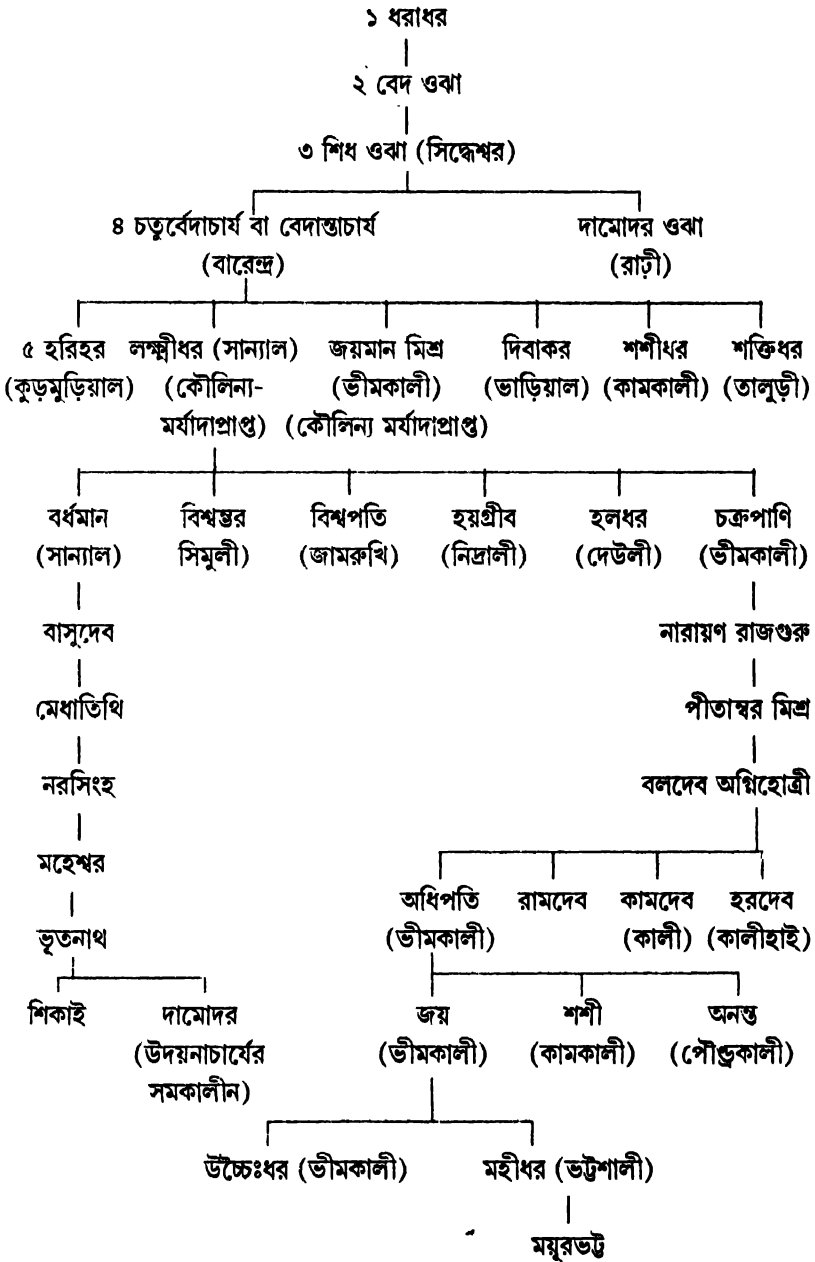 ১ ধরাধর
২ বেদ ওঝা
৩ শিধ ওঝা (সিদ্ধেশ্বর)
৪ চতুর্বেদাচার্য বা বেদান্তাচার্য দামোদর ওঝা
(বারেন্দ্র) (রাঢ়ী)
৫ হরিহর লক্ষ্মীধর (সান্যাল) জয়মান মিশ্র দিবাকর শশীধর শক্তিধর
(কুড়মুড়িয়াল) (কৌলিন্য- (ভীমকালী) (ভাড়িয়াল) (কামকালী) (তালুড়ী)
মর্যাদাপ্রাপ্ত) (কৌলিন্য মর্যাদাপ্রাপ্ত)
বর্ধমান বিশ্বম্ভর বিশ্বপতি হয়গ্রীব হলধর চক্রপাণি
(সান্যাল) সিমুলী) (জামরুখি) (নিদ্রালী) (দেউলী) (ভীমকালী)
বাসুদেব নারায়ণ রাজগুরু
মেধাতিথি পীতাম্বর মিশ্র
নরসিংহ বলদেব অগ্নিহোত্রী
মহেশ্বর
অধিপতি রামদেব কামদেব হরদেব
ভূতনাথ (ভীমকালী) (কালী) (কালীহাই)
শিকাই দামোদর জয় শশী অনন্ত
(উদয়নাচার্যের (ভীমকালী) (কামকালী) (পৌণ্ড্রকালী)
সমকালীন)
উচ্চৈঃধর (ভীমকালী) মহীধর (ভট্টশালী)
ময়ূরভট্ট